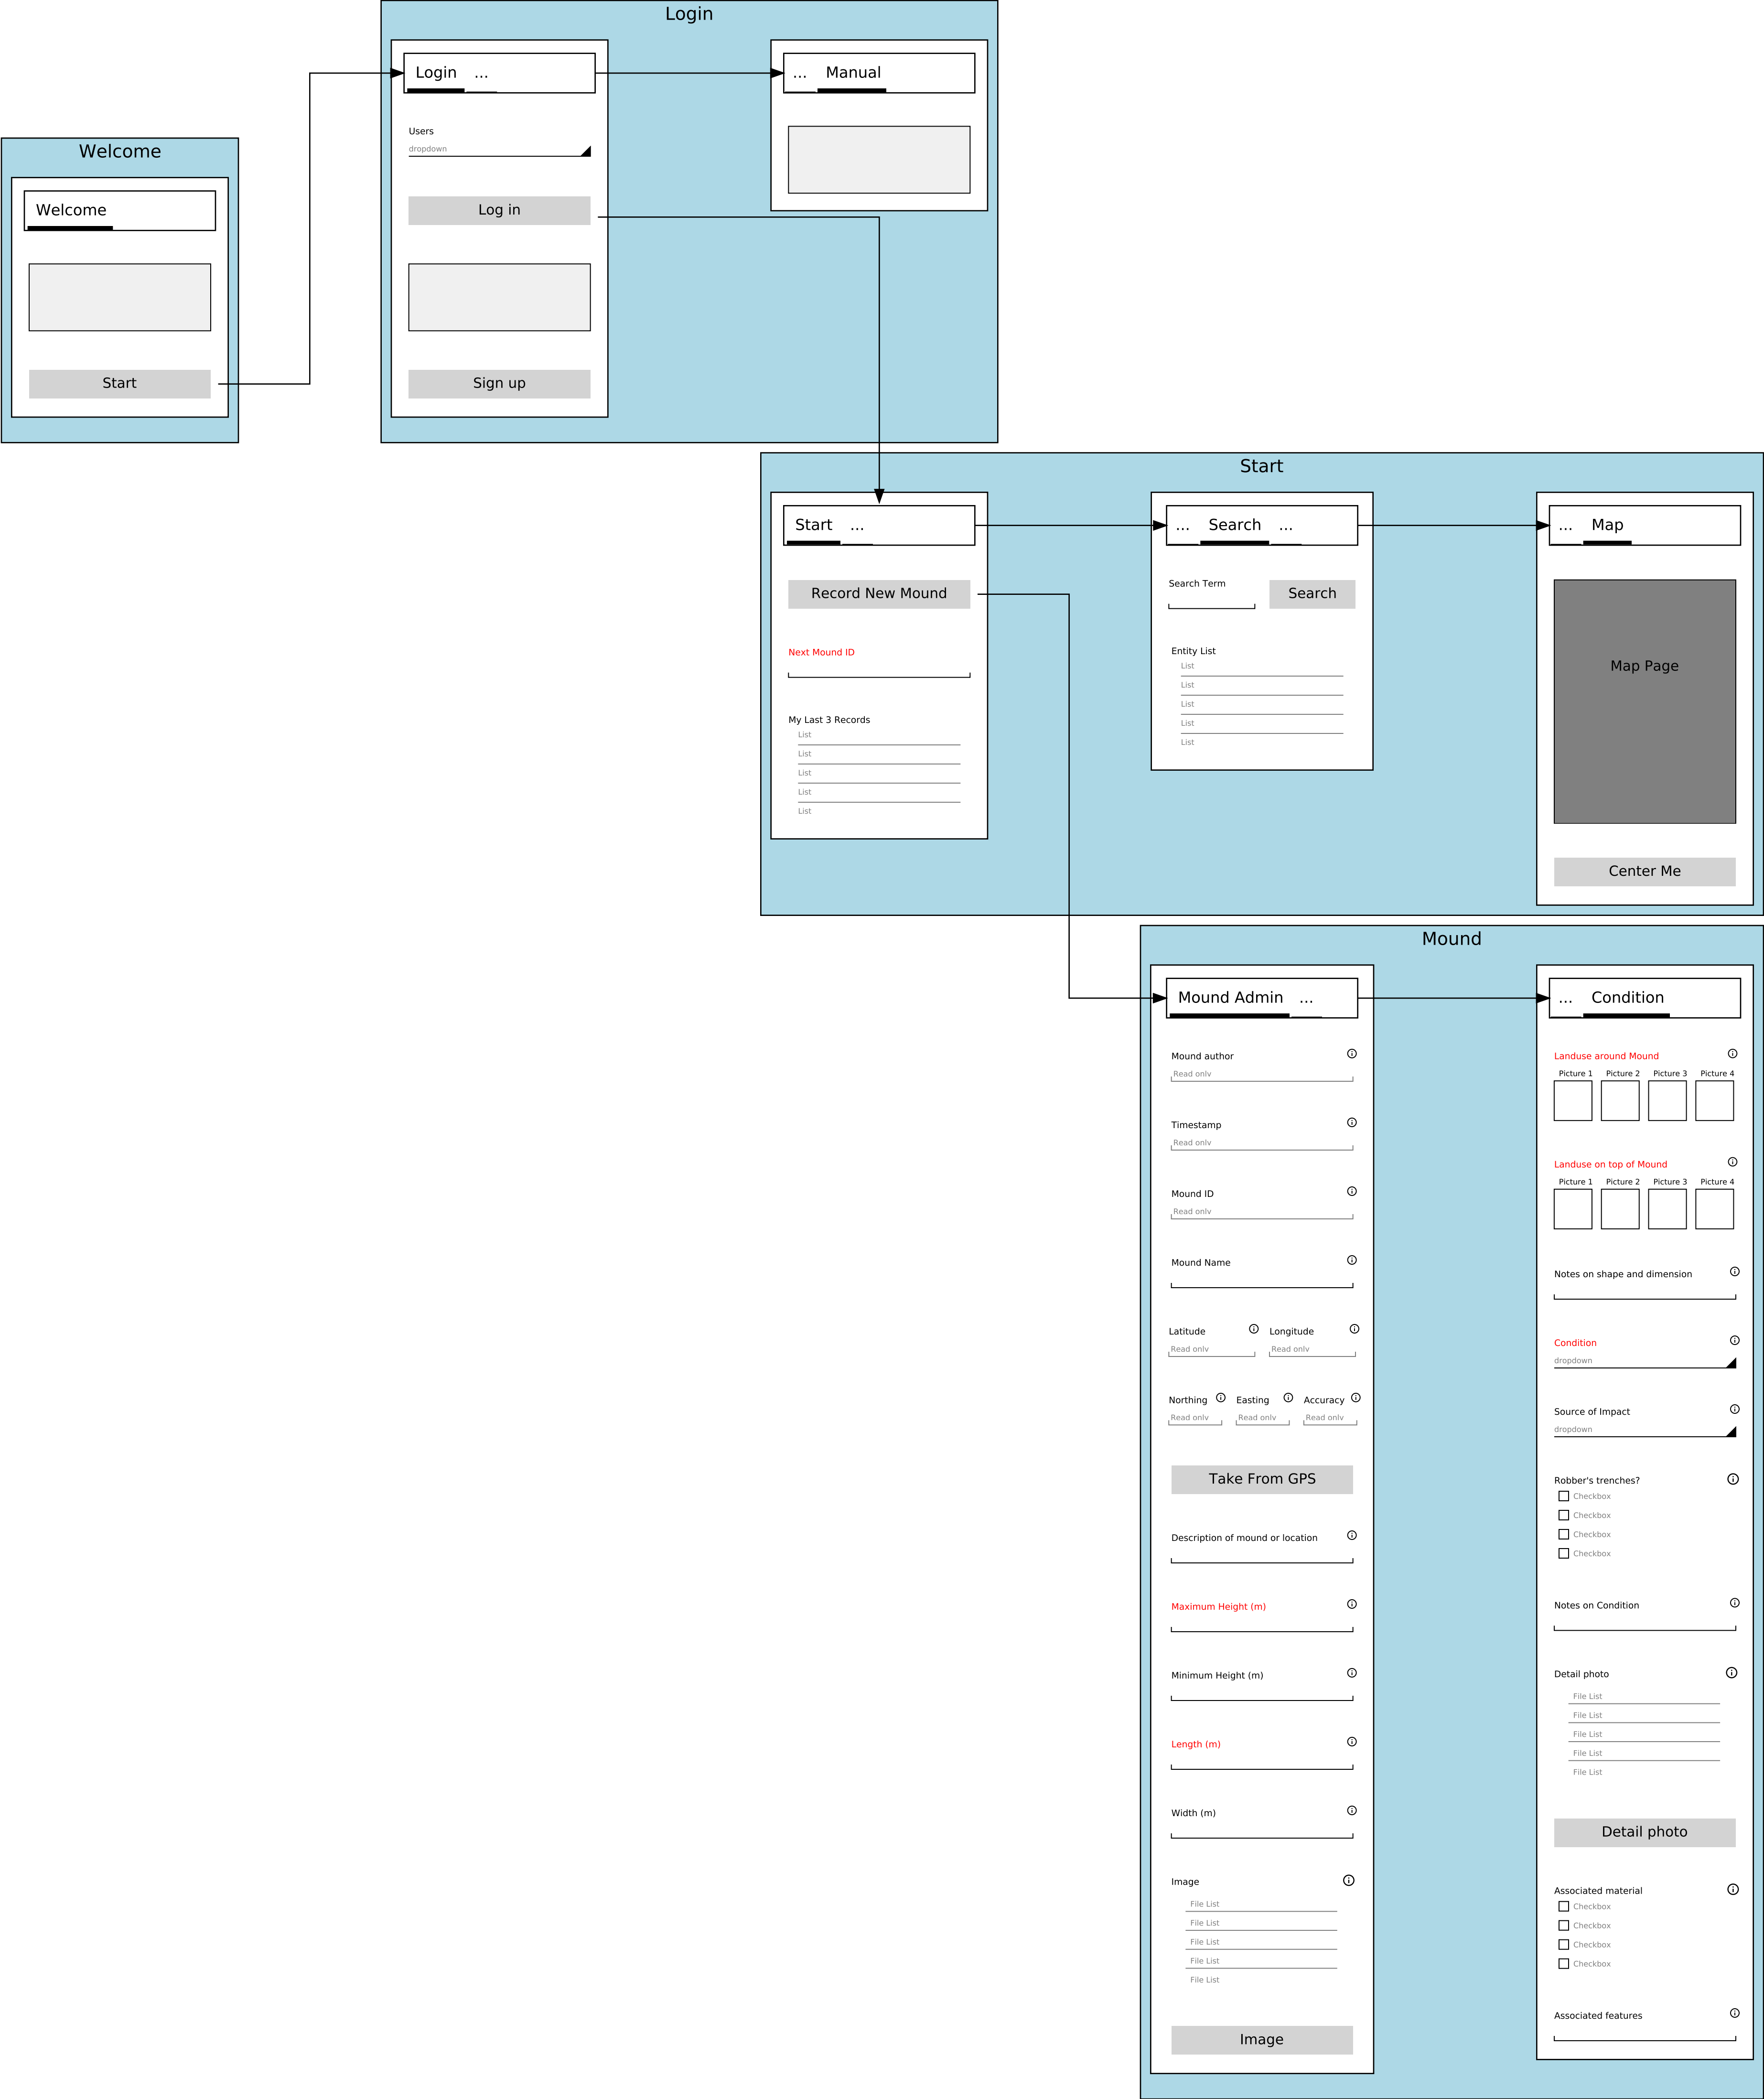 Login
Login ...
... Manual
Users
dropdown
Log in
Sign up
Welcome
Welcome
Start
Start
Start ...
Record New Mound
Next Mound ID
My Last 3 Records
List
List
List
List
List
... Search ...
Search Term
Search
Entity List
List
List
List
List
List
... Map
Map Page
Center Me
Mound
Mound Admin ...
Mound author
Read only
Timestamp
Read only
Mound ID
Read only
Mound Name
Latitude Longitude
Read only Read only
Northing Easting Accuracy
Read only Read only Read only
Take From GPS
Description of mound or location
Maximum Height (m)
Minimum Height (m)
Length (m)
Width (m)
Image
File List
File List
File List
File List
File List
Image
... Condition
Landuse around Mound
Picture 1 Picture 2 Picture 3 Picture 4
Landuse on top of Mound
Picture 1 Picture 2 Picture 3 Picture 4
Notes on shape and dimension
Condition
dropdown
Source of Impact
dropdown
Robber's trenches?
Checkbox
Checkbox
Checkbox
Checkbox
Notes on Condition
Detail photo
File List
File List
File List
File List
File List
Detail photo
Associated material
Checkbox
Checkbox
Checkbox
Checkbox
Associated features